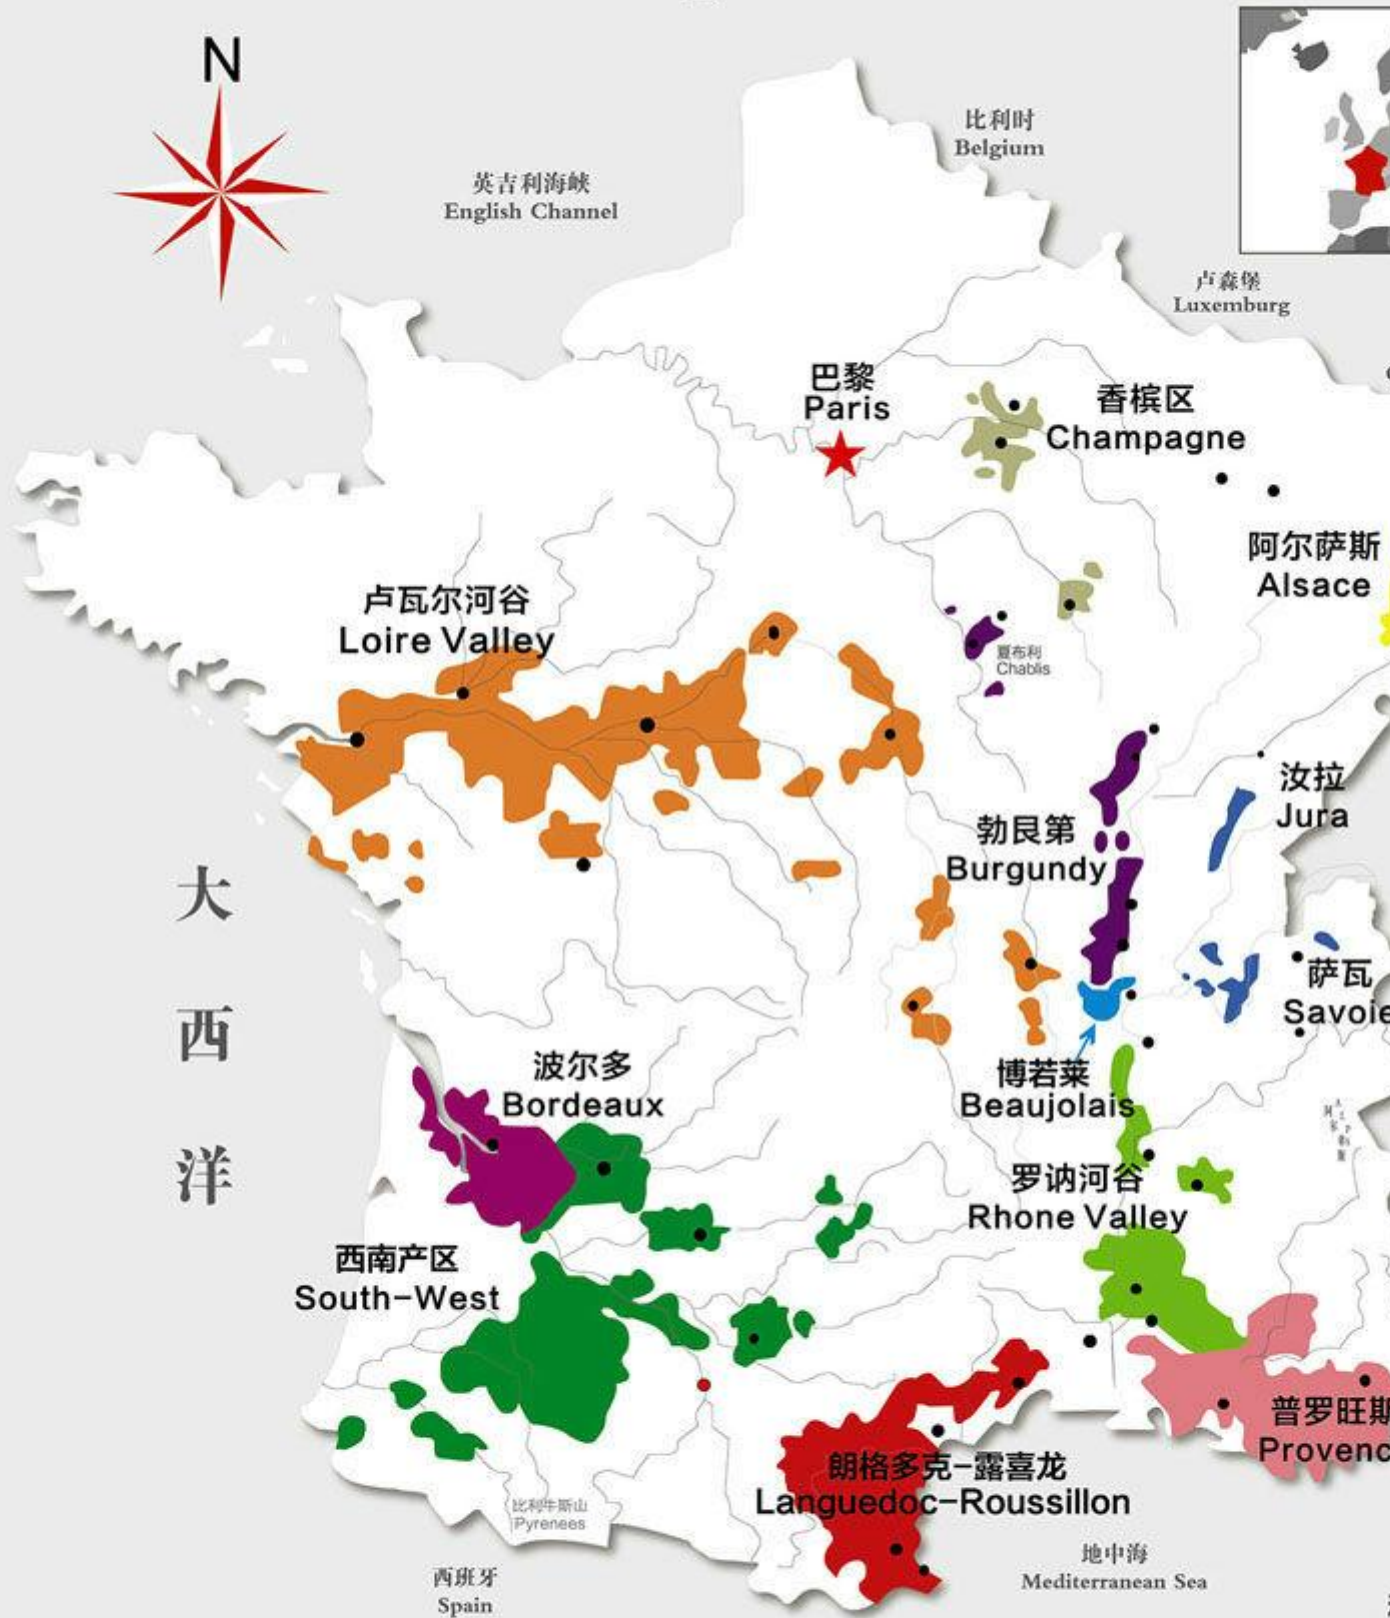 N
比利时
Belgium
英吉利海峡
English Channel
卢森堡
Luxemburg
巴黎
Paris
香槟区
Champagne
阿尔萨斯
Alsace
卢瓦尔河谷
Loire Valley
夏布利
Chablis
汝拉
Jura
勃艮第
Burgundy
大西洋
萨瓦
Savoie
波尔多
Bordeaux
博若莱
Beaujolais
罗讷河谷
Rhone Valley
西南产区
South-West
普罗旺斯
Provenc
朗格多克-露喜龙
Languedoc-Roussillon
比利牛斯山
Pyrenees
地中海
Mediterranean Sea
西班牙
Spain